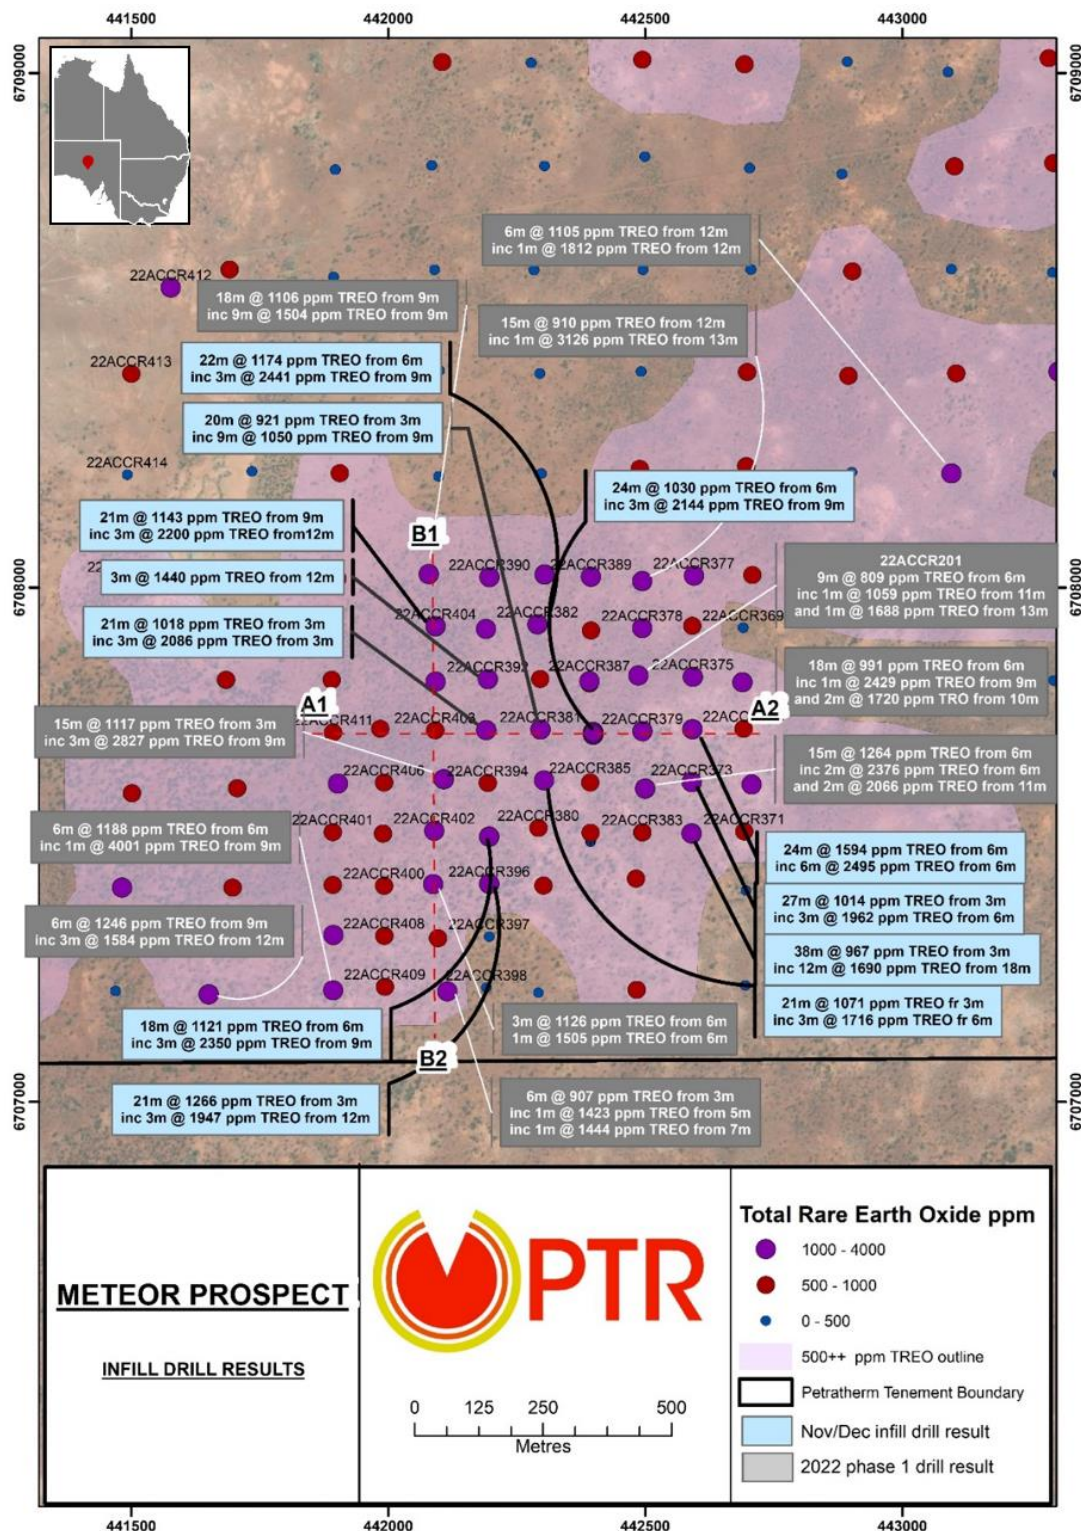 441500
442000
442500
443000
6709000
6709000
6m @ 1105 ppm TREO from 12m
inc 1m @ 1812 ppm TREO from 12m
22ACCR412
18m @ 1106 ppm TREO from 9m
inc 9m @ 1504 ppm TREO from 9m
15m @ 910 ppm TREO from 12m
inc 1m @ 3126 ppm TREO from 13m
22ACCR413
22m @ 1174 ppm TREO from 6m
inc 3m @ 2441 ppm TREO from 9m
20m @ 921 ppm TREO from 3m
inc 9m @ 1050 ppm TREO from 9m
22ACCR414
24m @ 1030 ppm TREO from 6m
inc 3m @ 2144 ppm TREO from 9m
21m @ 1143 ppm TREO from 9m
inc 3m @ 2200 ppm TREO from12m
B1
22ACCR390
22ACCR389
22ACCR377
22ACCR201
9m @ 809 ppm TREO from 6m
inc 1m @ 1059 ppm TREO from 11m
and 1m @ 1688 ppm TREO from 13m
3m @ 1440 ppm TREO from 12m
6708000
6708000
21m @ 1018 ppm TREO from 3m
inc 3m @ 2086 ppm TREO from 3m
22ACCR404
22ACCR382
22ACCR378
22ACCR369
22ACCR392
22ACCR387
22ACCR375
18m @ 991 ppm TREO from 6m
inc 1m @ 2429 ppm TREO from 9m
and 2m @ 1720 ppm TRO from 10m
A1
A2
15m @ 1117 ppm TREO from 3m
inc 3m @ 2827 ppm TREO from 9m
22ACCR411
22ACCR403
22ACCR381
22ACCR379
22ACC
22ACCR406
22ACCR394
22ACCR385
22ACCR373
15m @ 1264 ppm TREO from 6m
inc 2m @ 2376 ppm TREO from 6m
and 2m @ 2066 ppm TREO from 11m
6m @ 1188 ppm TREO from 6m
inc 1m @ 4001 ppm TREO from 9m
22ACCR401
22ACCR402
22ACCR380
22ACCR383
22ACCR371
24m @ 1594 ppm TREO from 6m
inc 6m @ 2495 ppm TREO from 6m
22ACCR400
22ACCR396
27m @ 1014 ppm TREO from 3m
inc 3m @ 1962 ppm TREO from 6m
6m @ 1246 ppm TREO from 9m
inc 3m @ 1584 ppm TREO from 12m
22ACCR408
22ACCR397
38m @ 967 ppm TREO from 3m
inc 12m @ 1690 ppm TREO from 18m
22ACCR409
22ACCR398
21m @ 1071 ppm TREO fr 3m
inc 3m @ 1716 ppm TREO fr 6m
18m @ 1121 ppm TREO from 6m
inc 3m @ 2350 ppm TREO from 9m
3m @ 1126 ppm TREO from 6m
1m @ 1505 ppm TREO from 6m
B2
21m @ 1266 ppm TREO from 3m
inc 3m @ 1947 ppm TREO from 12m
6m @ 907 ppm TREO from 3m
inc 1m @ 1423 ppm TREO from 5m
inc 1m @ 1444 ppm TREO from 7m
6707000
6707000
METEOR PROSPECT
INFILL DRILL RESULTS
PTR
0 125 250 500
Metres
Total Rare Earth Oxide ppm
1000 - 4000
500 - 1000
0 - 500
500++ ppm TREO outline
Petratherm Tenement Boundary
Nov/Dec infill drill result
2022 phase 1 drill result
441500
442000
442500
443000